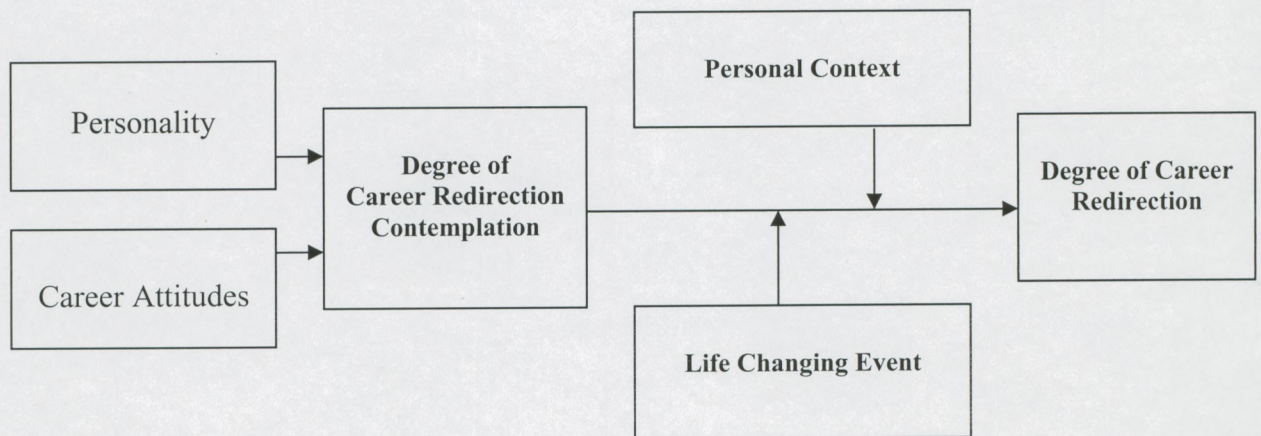 Personality
Career Attitudes
Degree of
Career Redirection
Contemplation
Personal Context
Life Changing Event
Degree of Career
Redirection